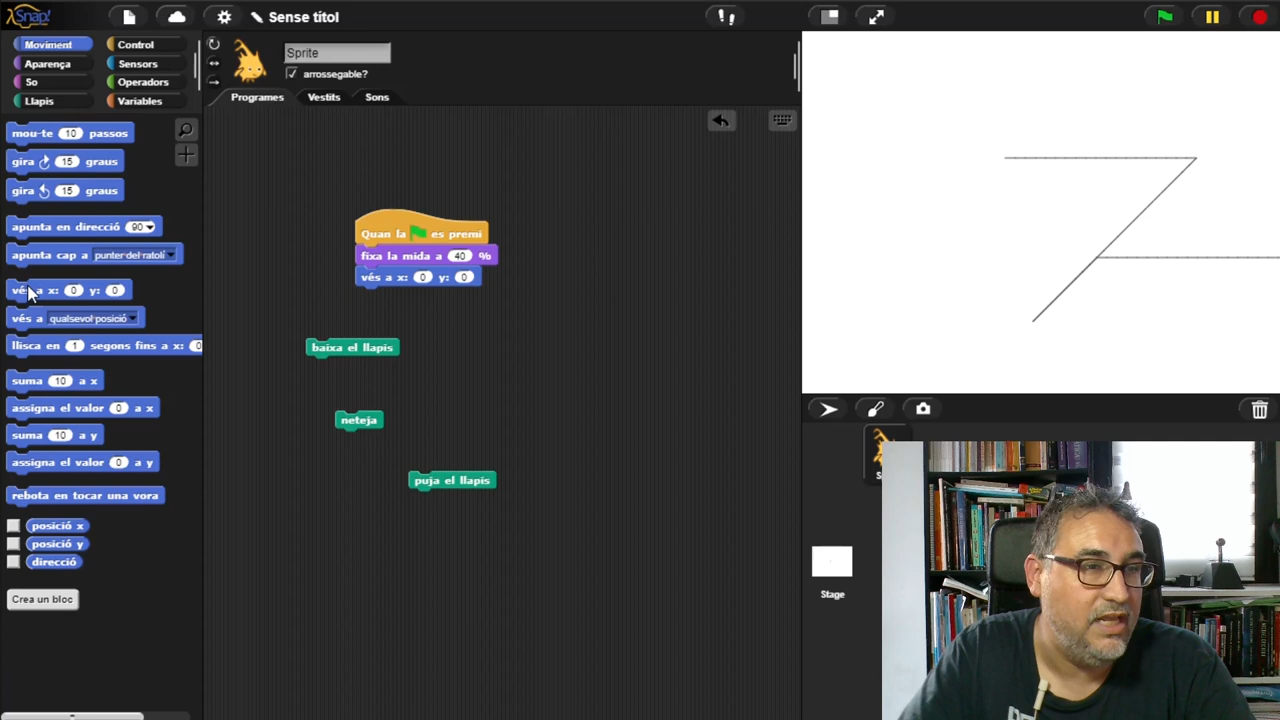 Snap!
Sense títol
Moviment
Control
Aparença
Sensors
So
Operadors
Llapis
Variables
mou-te 10 passos
gira 15 graus
gira 15 graus
apunta en direcció 90
apunta cap a punter del ratolí
vés a x: 0 y: 0
vés a qualsevol posició
llisca en 1 segons fins a x: 0
suma 10 a x
assigna el valor 0 a x
suma 10 a y
assigna el valor 0 a y
rebota en tocar una vora
posició x
posició y
direcció
Crea un bloc
Sprite
arrossegable?
Programes
Vestits
Sons
Quan la es premi
fixa la mida a 40 %
vés a x: 0 y: 0
baixa el llapis
neteja
puja el llapis
Stage